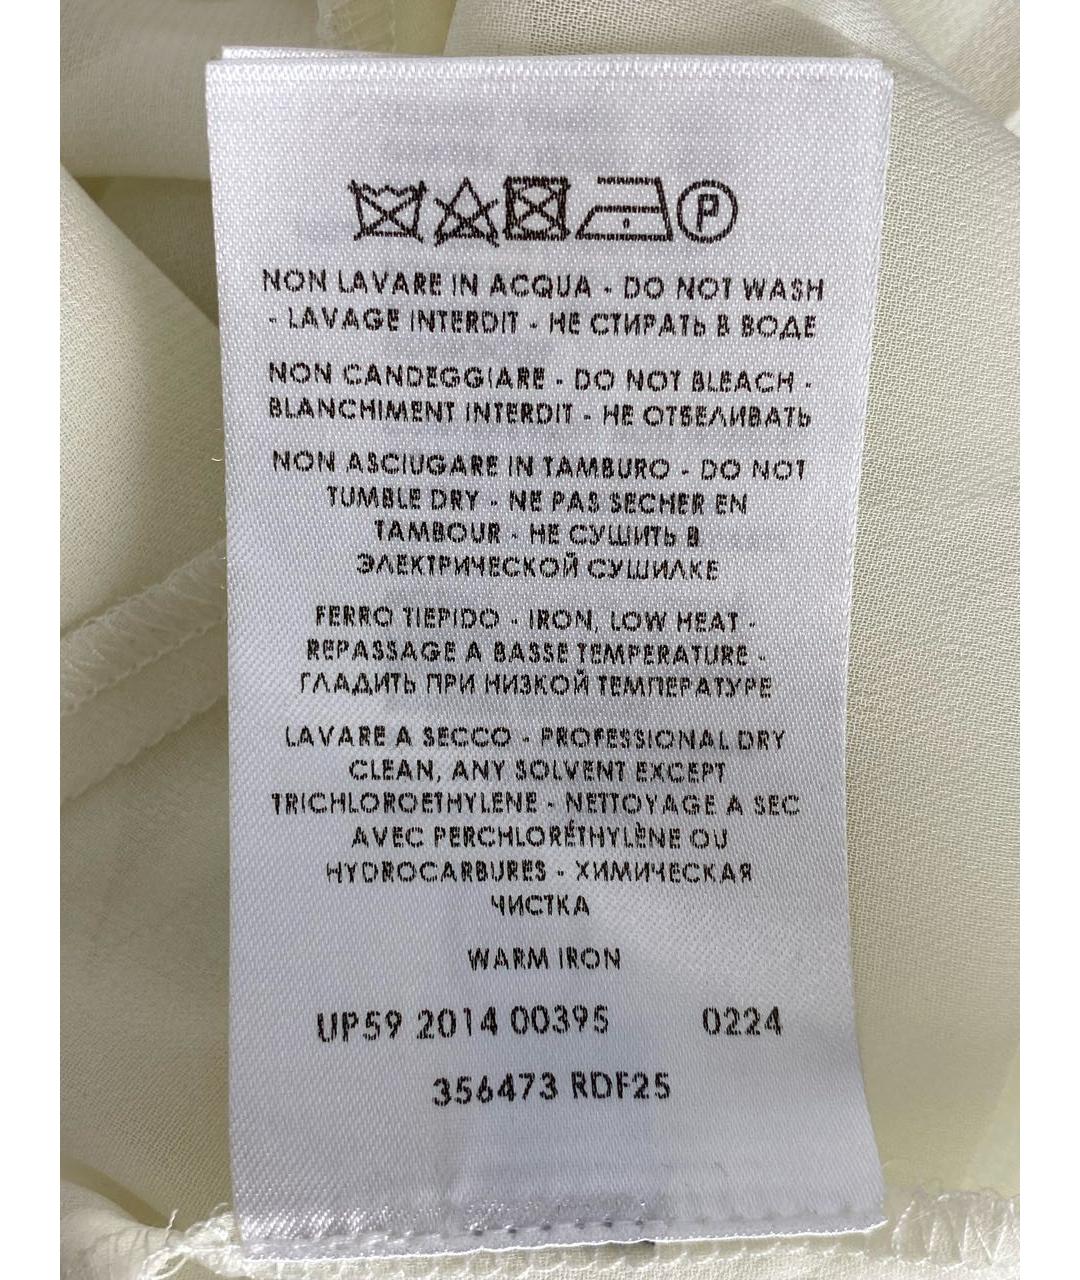 P
NON LAVARE IN ACQUA - DO NOT WASH
- LAVAGE INTERDIT - НЕ СТИРАТЬ В ВОДЕ
NON CANDEGGIARE - DO NOT BLEACH -
BLANCHIMENT INTERDIT - НЕ ОТБЕЛИВАТЬ
NON ASCIUGARE IN TAMBURO - DO NOT
TUMBLE DRY - NE PAS SECHER EN
TAMBOUR - НЕ СУШИТЬ В
ЭЛЕКТРИЧЕСКОЙ СУШИЛКЕ
FERRO TIEPIDO - IRON, LOW HEAT -
REPASSAGE A BASSE TEMPERATURE -
ГЛАДИТЬ ПРИ НИЗКОЙ ТЕМПЕРАТУРЕ
LAVARE A SECCO - PROFESSIONAL DRY
CLEAN, ANY SOLVENT EXCEPT
TRICHLOROETHYLENE - NETTOYAGE A SEC
AVEC PERCHLORÉTHYLÈNE OU
HYDROCARBURES - ХИМИЧЕСКАЯ
ЧИСТКА
WARM IRON
UP59 2014 00395 0224
356473 RDF25